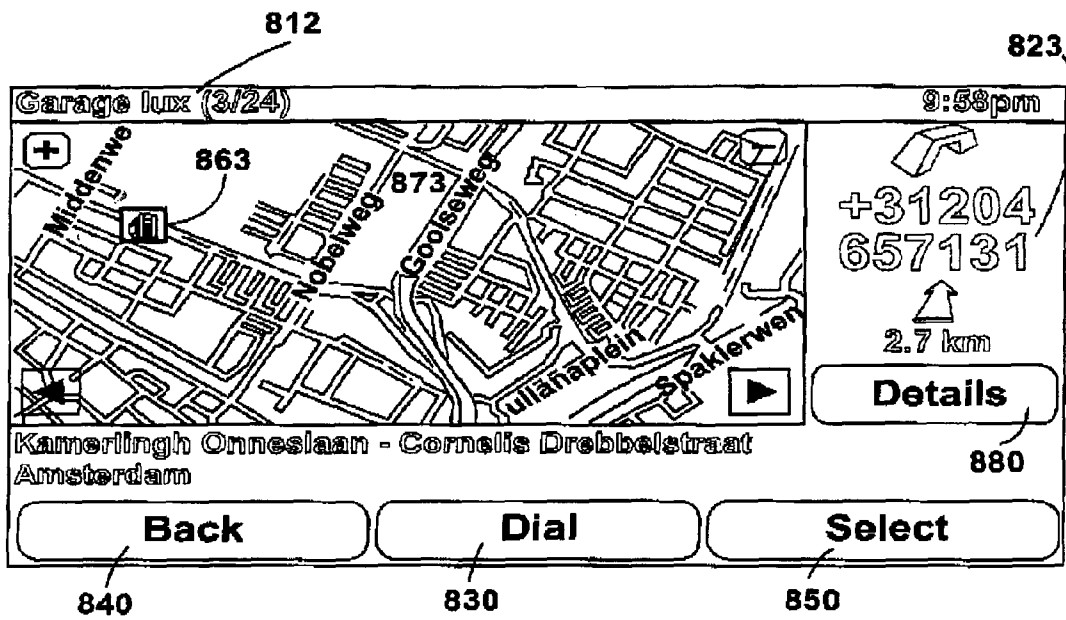 812
823
Garage lux (3/24)
9:58pm
+
Middenwe
863
873
Nobelweg
Gooiseweg
ullanaplein
Spaklerwen
+31204
657131
2.7 km
Details
880
Kamerlingh Onneslaan - Cornelis Drebbelstraat
Amsterdam
Back
Dial
Select
840
830
850